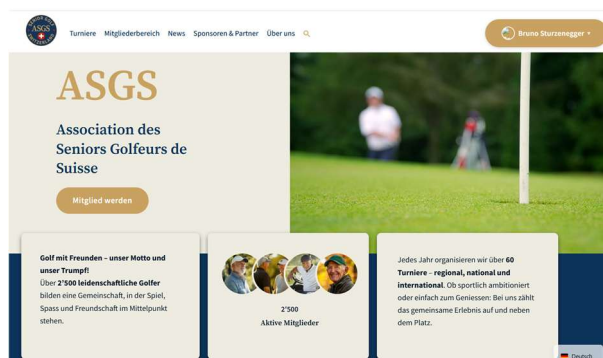 SENIOR GOLF
ASGS
SWITZERLAND
Turniere Mitgliederbereich News Sponsoren & Partner Über uns
Bruno Sturzenegger
ASGS
Association des
Seniors Golfeurs de
Suisse
Mitglied werden
Golf mit Freunden – unser Motto und
unser Trumpf!
Über 2'500 leidenschaftliche Golfer
bilden eine Gemeinschaft, in der Spiel,
Spass und Freundschaft im Mittelpunkt
stehen.
2'500
Aktive Mitglieder
Jedes Jahr organisieren wir über 60
Turniere – regional, national und
international. Ob sportlich ambitioniert
oder einfach zum Geniessen: Bei uns zählt
das gemeinsame Erlebnis auf und neben
dem Platz.
Deutsch